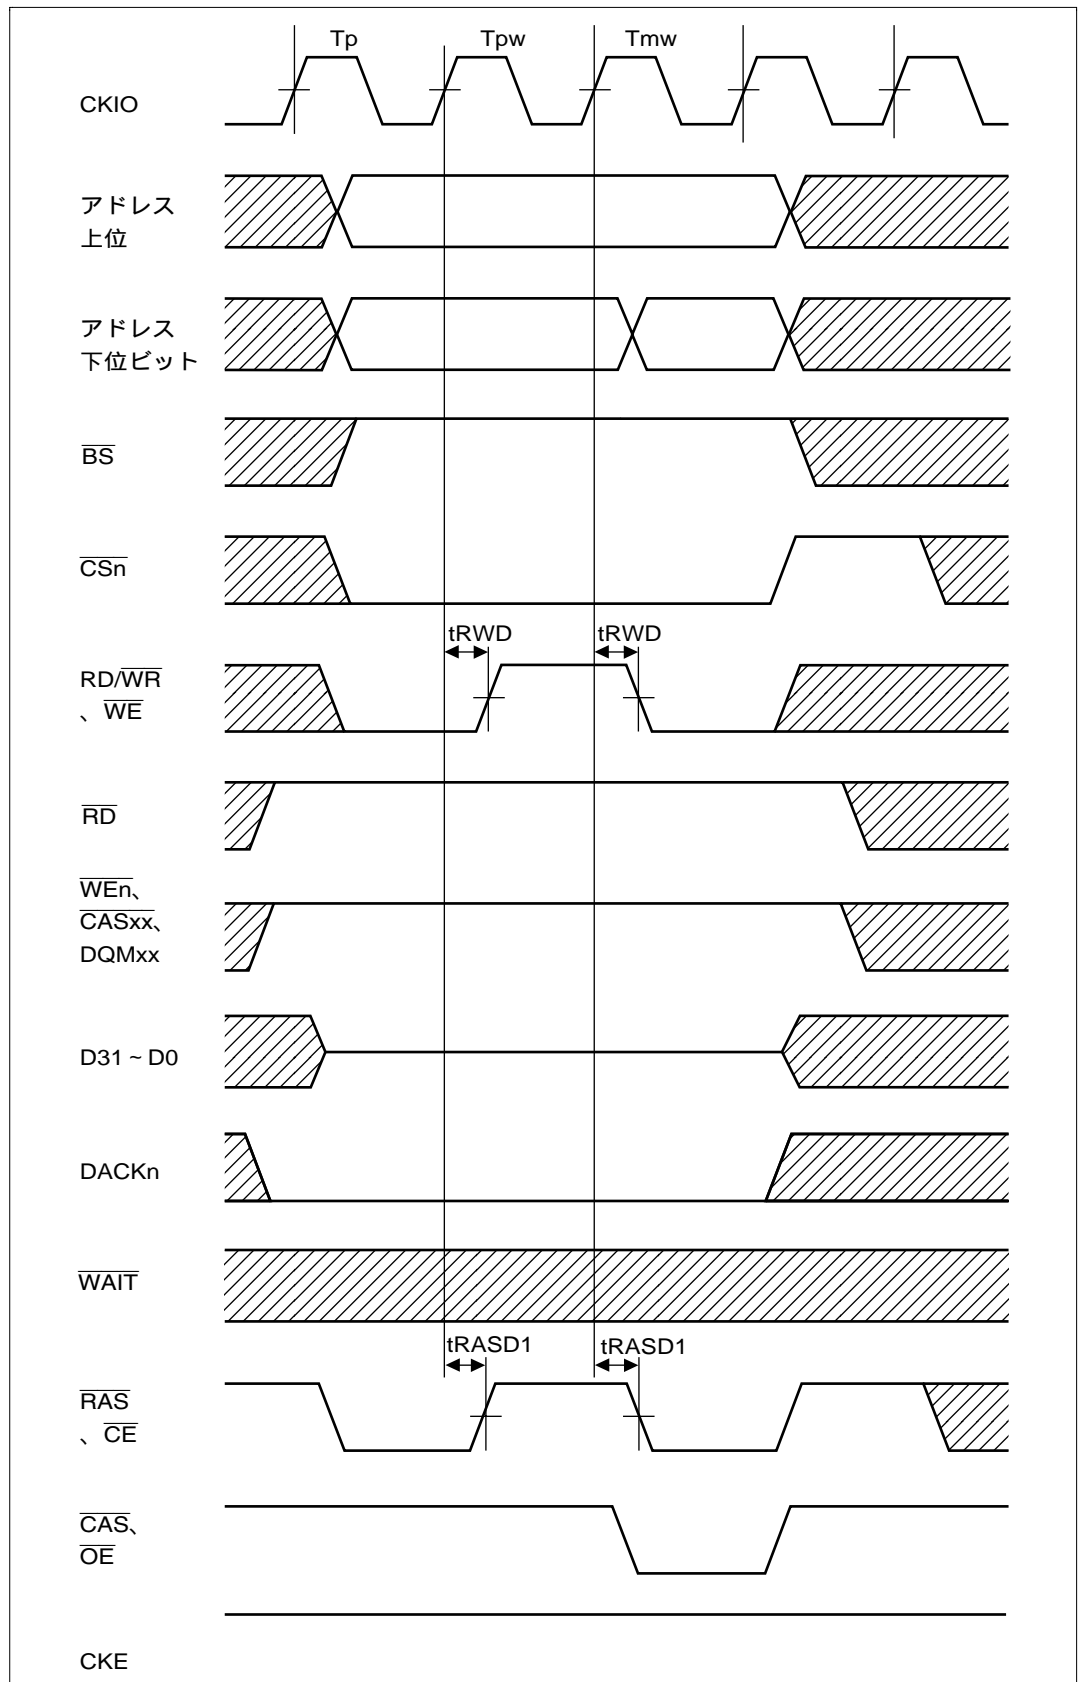 Tp Tpw Tmw
CKIO
アドレス
上位
アドレス
下位ビット
BS
CSn
tRWD tRWD
RD/WR
、WE
RD
WEn、
CASxx、
DQMxx
D31 ~ D0
DACKn
WAIT
tRASD1 tRASD1
RAS
、CE
CAS、
OE
CKE